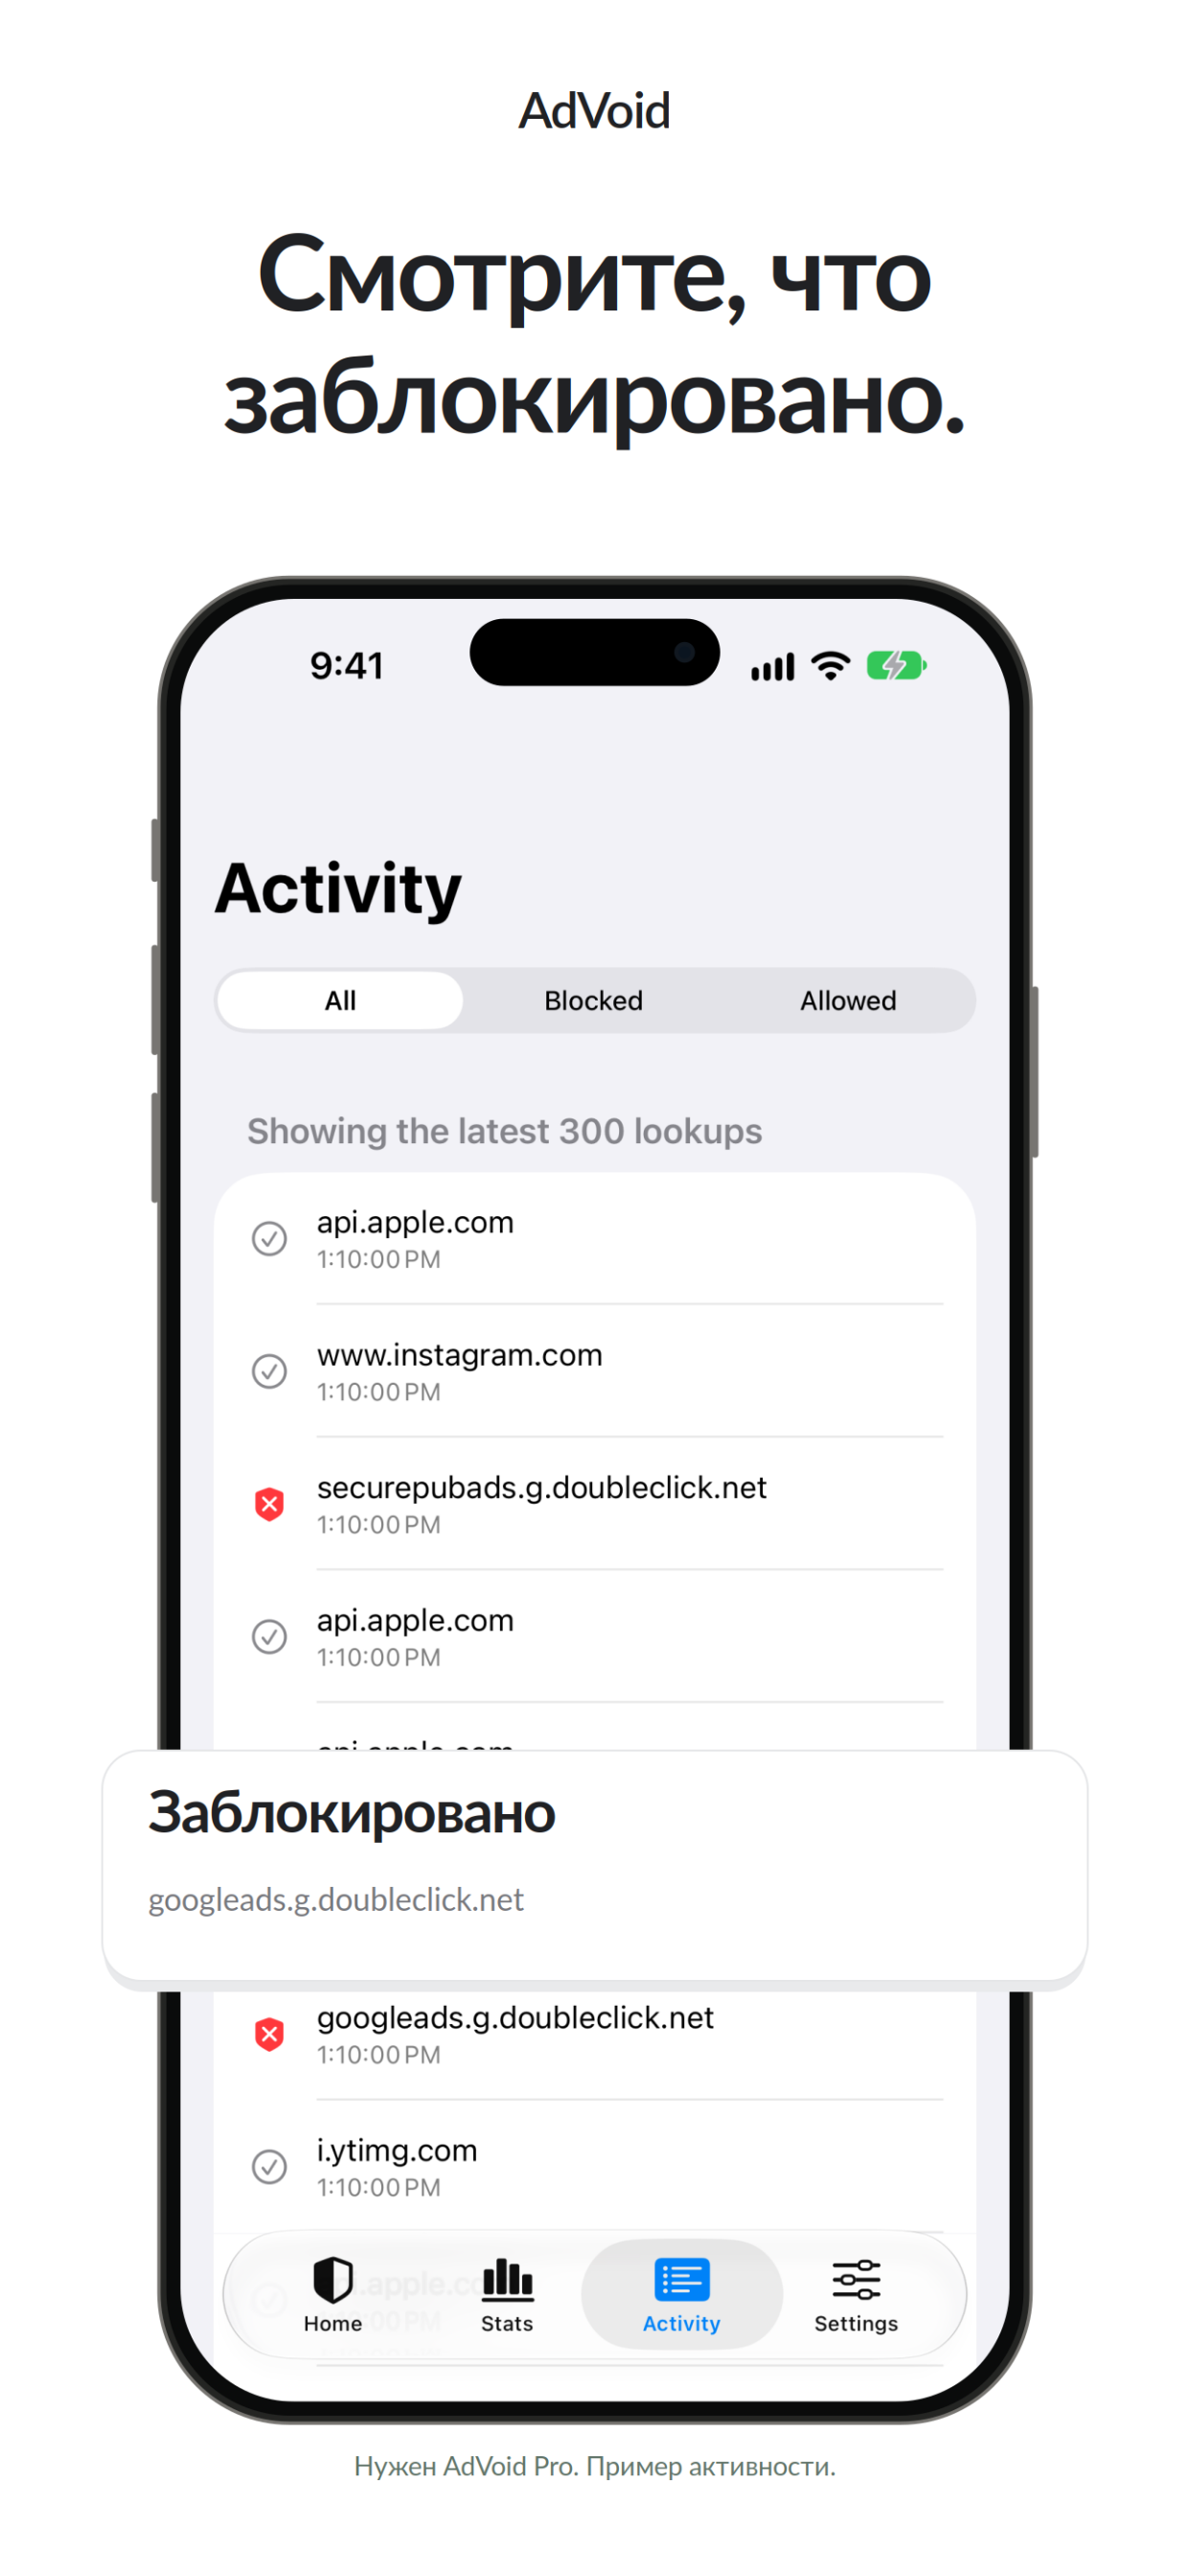 AdVoid
Смотрите, что
заблокировано.
9:41
Activity
All Blocked Allowed
Showing the latest 300 lookups
api.apple.com
1:10:00 PM
www.instagram.com
1:10:00 PM
securepubads.g.doubleclick.net
1:10:00 PM
api.apple.com
1:10:00 PM
Заблокировано
googleads.g.doubleclick.net
googleads.g.doubleclick.net
1:10:00 PM
i.ytimg.com
1:10:00 PM
Home Stats Activity Settings
Нужен AdVoid Pro. Пример активности.